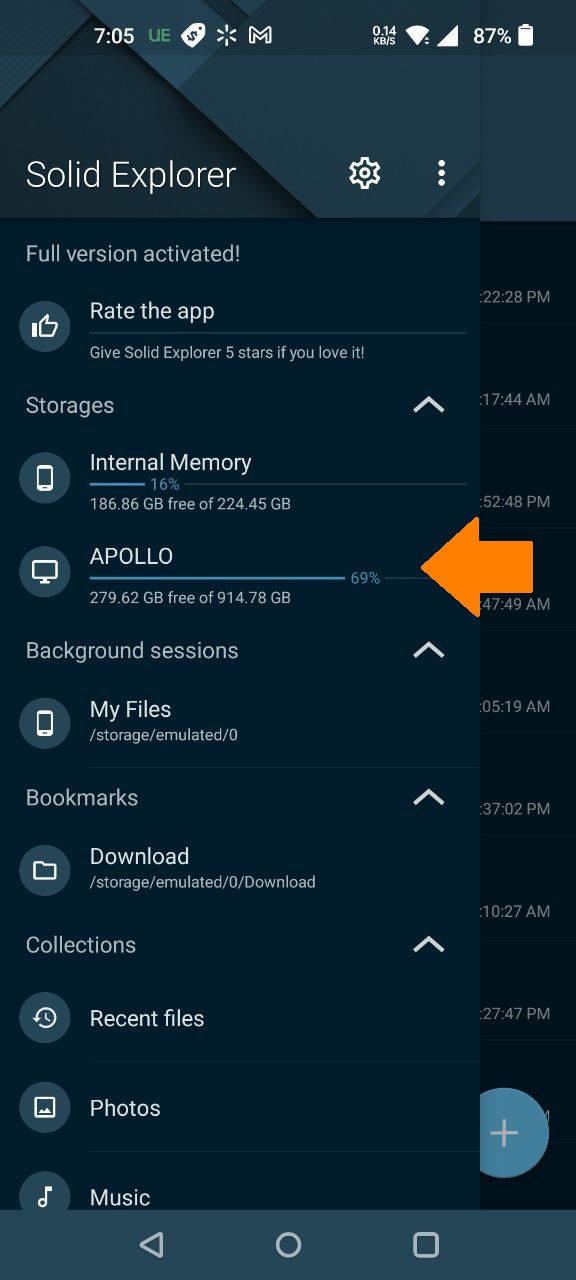 7:05 UE 0.14 KB/S 87%
Solid Explorer
Full version activated!
Rate the app
Give Solid Explorer 5 stars if you love it!
Storages
Internal Memory
16%
186.86 GB free of 224.45 GB
APOLLO
69%
279.62 GB free of 914.78 GB
Background sessions
My Files
/storage/emulated/0
Bookmarks
Download
/storage/emulated/0/Download
Collections
Recent files
Photos
Music
:22:28 PM
:17:44 AM
:52:48 PM
:47:49 AM
:05:19 AM
:37:02 PM
:10:27 AM
:27:47 PM